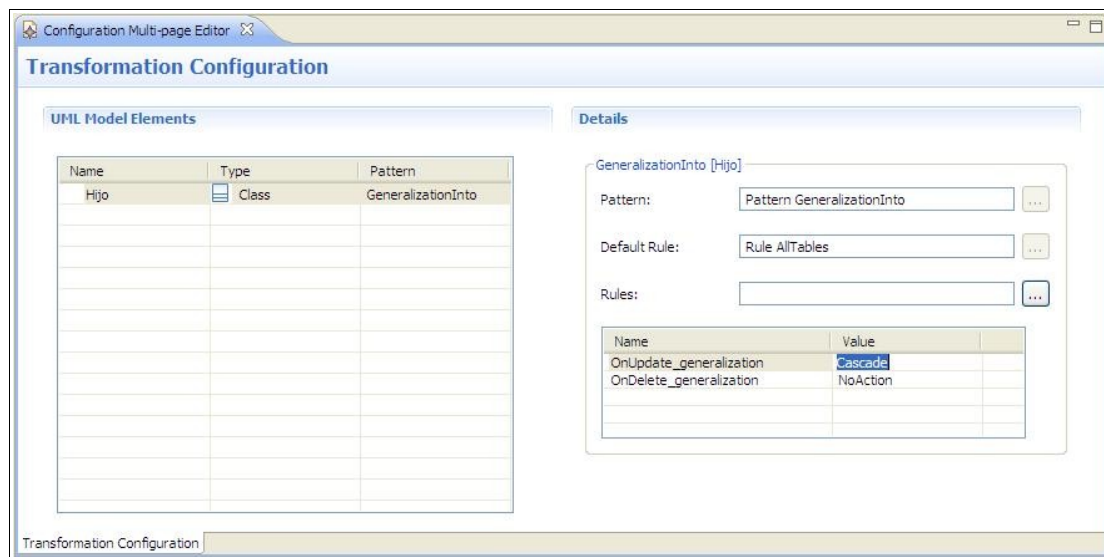 Configuration Multi-page Editor
Transformation Configuration
UML Model Elements
Name Type Pattern
Hijo Class GeneralizationInto
Details
GeneralizationInto [Hijo]
Pattern: Pattern GeneralizationInto ...
Default Rule: Rule AllTables ...
Rules: ...
Name Value
OnUpdate_generalization Cascade
OnDelete_generalization NoAction
Transformation Configuration